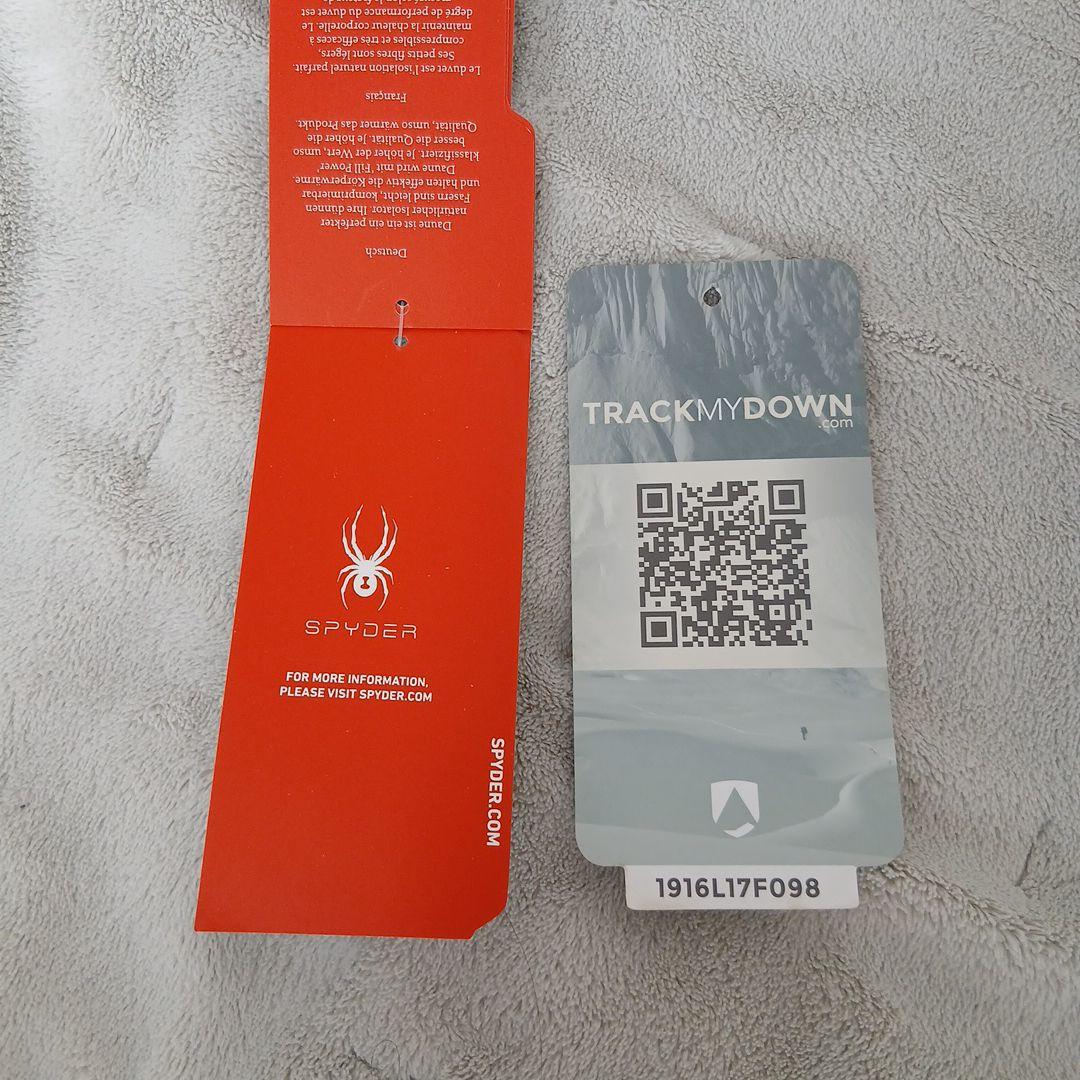 Deutsch
Daune ist ein ein perfekter
natürlicher Isolator. Ihre dünnen
Fasern sind leicht, komprimierbar
und halten effektiv die Körperwärme.
Daune wird mit 'Fill Power'
klassifiziert. Je höher der Wert, umso
besser die Qualität. Je höher die
Qualität, umso wärmer das Produkt.
Français
Le duvet est l'isolation naturel parfait.
Ses petits fibres sont légers,
compressibles et très efficaces à
maintenir la chaleur corporelle. Le
degré de performance du duvet est
SPYDER
FOR MORE INFORMATION,
PLEASE VISIT SPYDER.COM
SPYDER.COM
TRACKMYDOWN
.com
1916L17F098